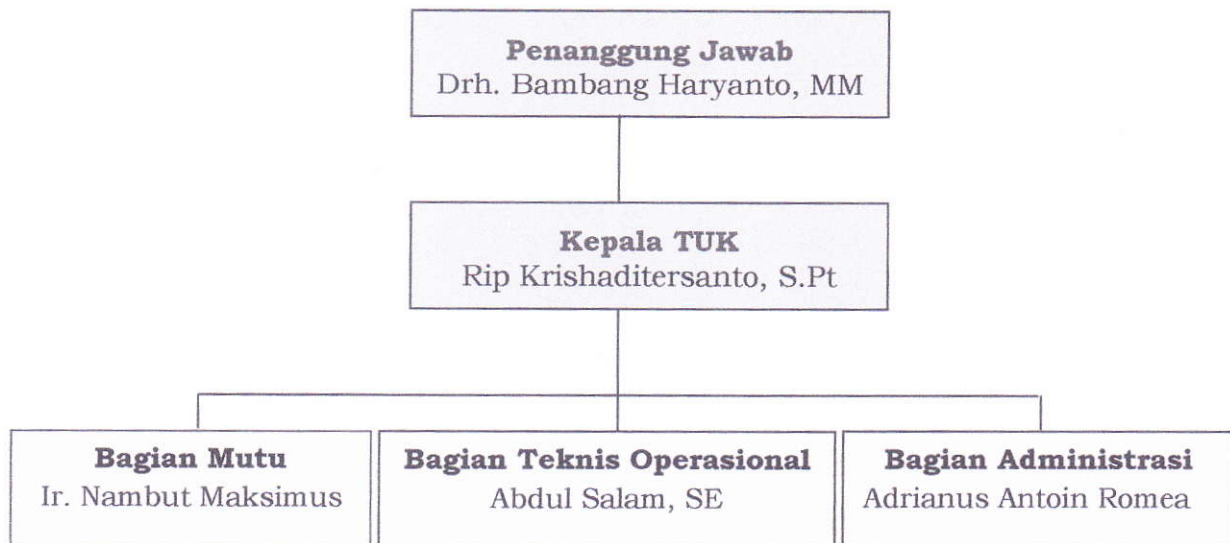 Penanggung Jawab
Drh. Bambang Haryanto, MM
Kepala TUK
Rip Krishaditersanto, S.Pt
Bagian Mutu
Ir. Nambut Maksimus
Bagian Teknis Operasional
Abdul Salam, SE
Bagian Administrasi
Adrianus Antoin Romea